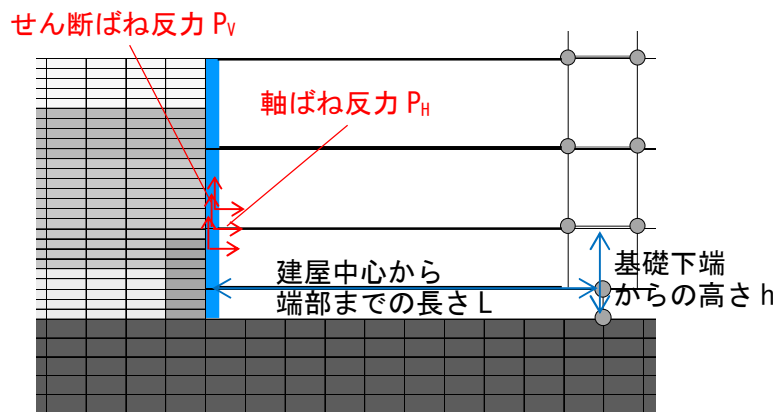 せん断ばね反力 PV
軸ばね反力 PH
建屋中心から
端部までの長さ L
基礎下端
からの高さ h